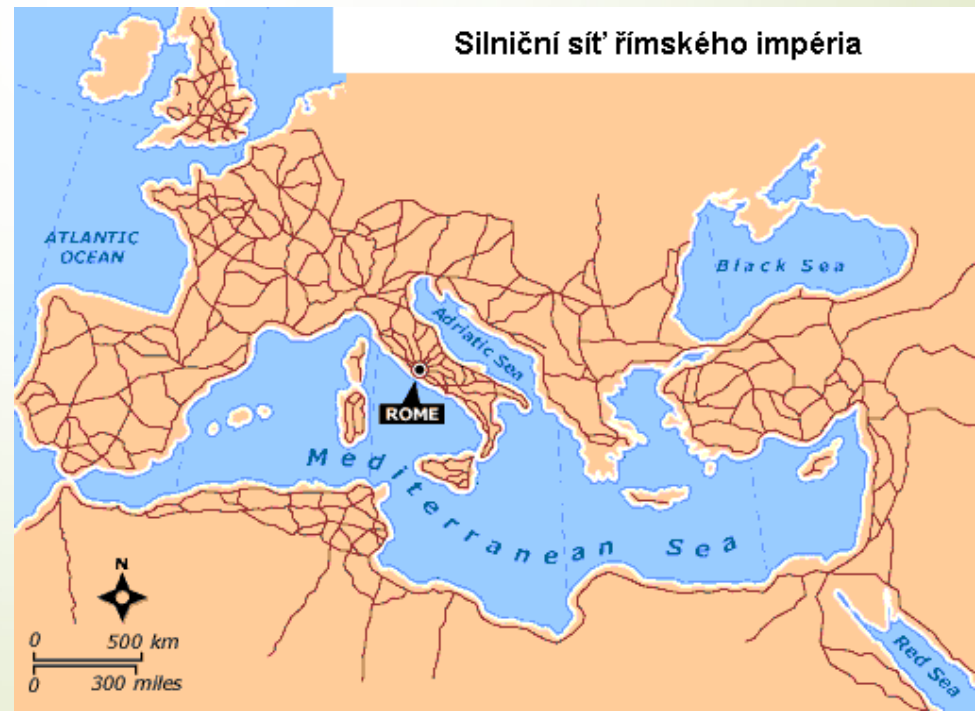 Silniční síť římského impéria
ATLANTIC
OCEAN
Black Sea
Adriatic Sea
ROME
Mediterranean Sea
N
0 500 km
0 300 miles
Red Sea